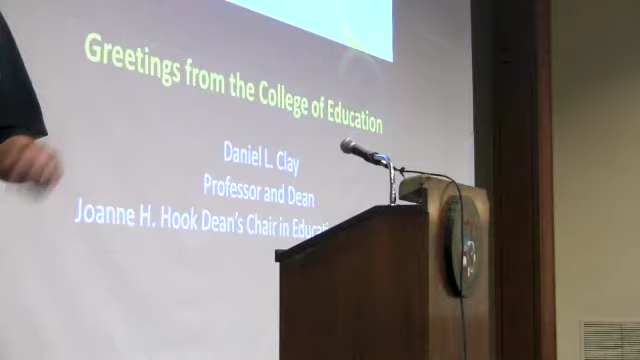 Greetings from the College of Education
Daniel L. Clay
Professor and Dean
Joanne H. Hook Dean's Chair in